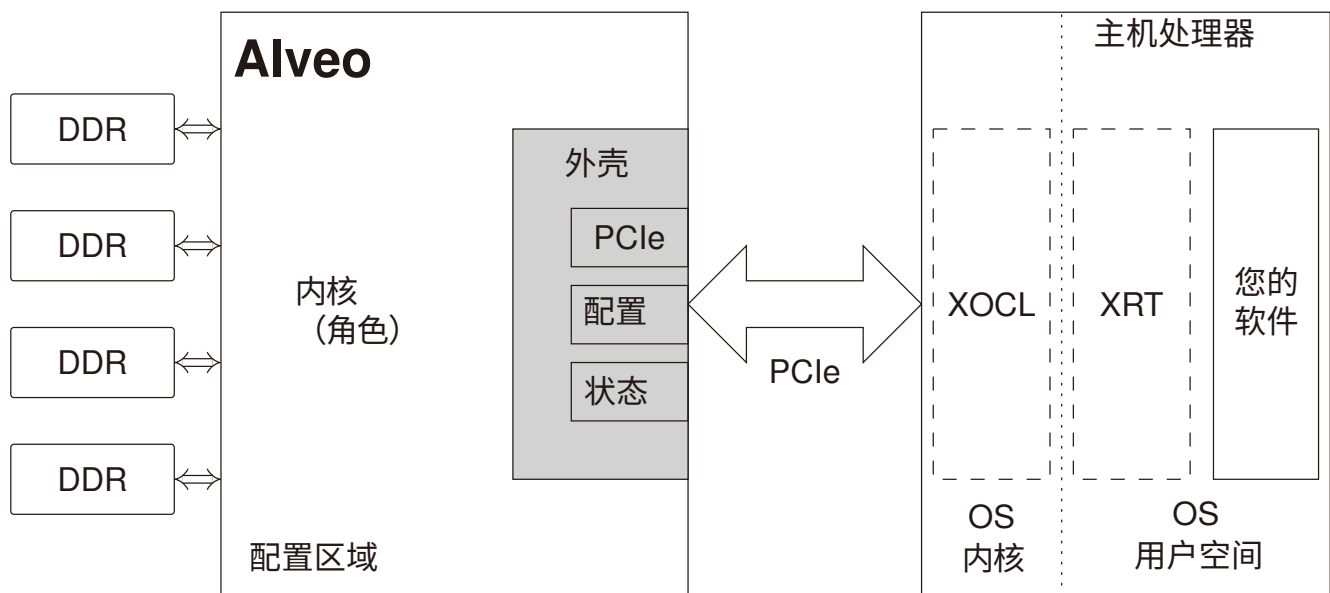 Alveo
主机处理器
DDR
DDR
DDR
DDR
外壳
PCIe
配置
状态
内核
（角色）
配置区域
PCIe
XOCL
XRT
您的
软件
OS
内核
OS
用户空间